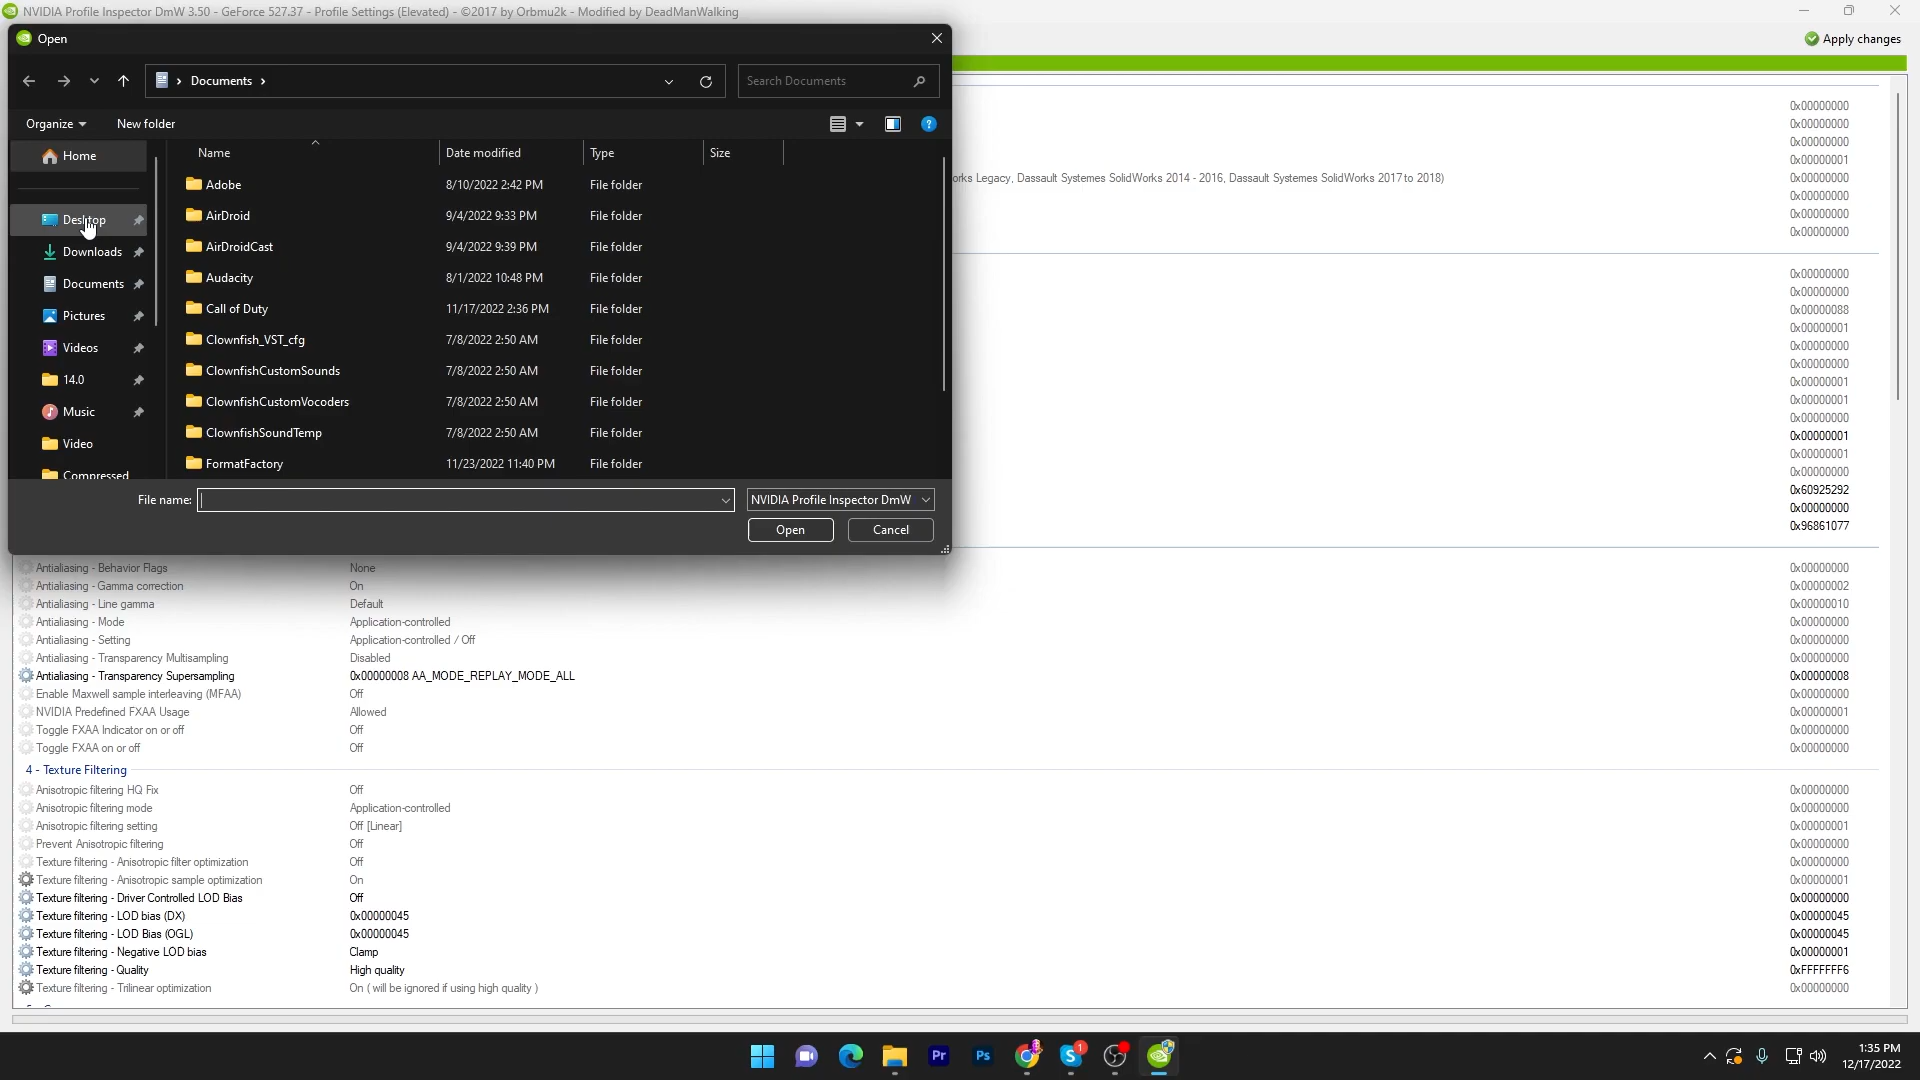 NVIDIA Profile Inspector DmW 3.50 - GeForce 527.37 - Profile Settings (Elevated) - ©2017 by Orbmu2k - Modified by DeadManWalking
Open
Apply changes
Documents
Search Documents
Organize
New folder
Name
Date modified
Type
Size
Home
Desktop
Downloads
Documents
Pictures
Videos
14.0
Music
Video
Compressed
Adobe 8/10/2022 2:42 PM File folder
AirDroid 9/4/2022 9:33 PM File folder
AirDroidCast 9/4/2022 9:39 PM File folder
Audacity 8/1/2022 10:48 PM File folder
Call of Duty 11/17/2022 2:36 PM File folder
Clownfish_VST_cfg 7/8/2022 2:50 AM File folder
ClownfishCustomSounds 7/8/2022 2:50 AM File folder
ClownfishCustomVocoders 7/8/2022 2:50 AM File folder
ClownfishSoundTemp 7/8/2022 2:50 AM File folder
FormatFactory 11/23/2022 11:40 PM File folder
File name:
NVIDIA Profile Inspector DmW
Open
Cancel
0x00000000
0x00000000
0x00000000
0x00000001
orks Legacy, Dassault Systemes SolidWorks 2014 - 2016, Dassault Systemes SolidWorks 2017 to 2018) 0x00000000
0x00000000
0x00000000
0x00000000
0x00000000
0x00000000
0x00000088
0x00000001
0x00000000
0x00000000
0x00000001
0x00000001
0x00000000
0x00000001
0x00000001
0x00000000
0x60925292
0x00000000
0x96861077
Antialiasing - Behavior Flags None 0x00000000
Antialiasing - Gamma correction On 0x00000002
Antialiasing - Line gamma Default 0x00000010
Antialiasing - Mode Application-controlled 0x00000000
Antialiasing - Setting Application-controlled / Off 0x00000000
Antialiasing - Transparency Multisampling Disabled 0x00000000
Antialiasing - Transparency Supersampling 0x00000008 AA_MODE_REPLAY_MODE_ALL 0x00000008
Enable Maxwell sample interleaving (MFAA) Off 0x00000000
NVIDIA Predefined FXAA Usage Allowed 0x00000001
Toggle FXAA Indicator on or off Off 0x00000000
Toggle FXAA on or off Off 0x00000000
4 - Texture Filtering
Anisotropic filtering HQ Fix Off 0x00000000
Anisotropic filtering mode Application-controlled 0x00000000
Anisotropic filtering setting Off [Linear] 0x00000001
Prevent Anisotropic filtering Off 0x00000000
Texture filtering - Anisotropic filter optimization Off 0x00000000
Texture filtering - Anisotropic sample optimization On 0x00000001
Texture filtering - Driver Controlled LOD Bias Off 0x00000000
Texture filtering - LOD bias (DX) 0x00000045 0x00000045
Texture filtering - LOD Bias (OGL) 0x00000045 0x00000045
Texture filtering - Negative LOD bias Clamp 0x00000001
Texture filtering - Quality High quality 0xFFFFFFF6
Texture filtering - Trilinear optimization On ( will be ignored if using high quality ) 0x00000000
Pr
Ps
S
1
1:35 PM
12/17/2022